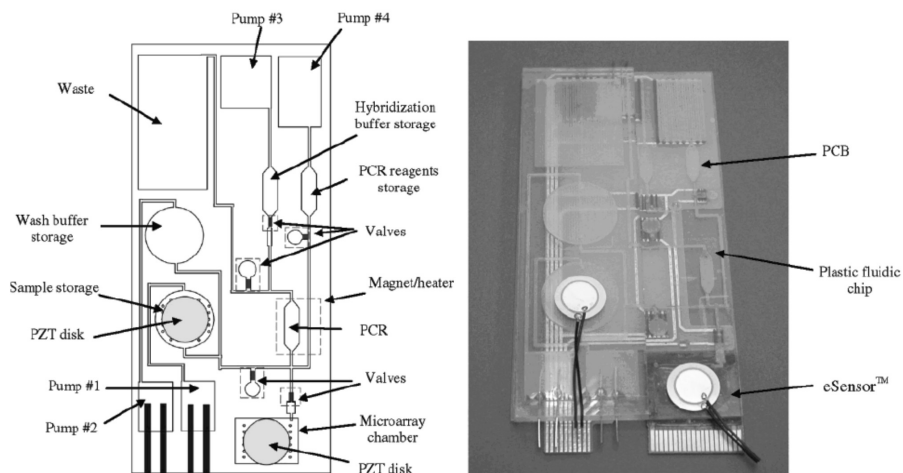 Pump #3
Pump #4
Waste
Hybridization
buffer storage
PCR reagents
storage
Wash buffer
storage
Valves
Sample storage
Magnet/heater
PZT disk
PCR
Pump #1
Valves
Pump #2
Microarray
chamber
PZT disk
PCB
Plastic fluidic
chip
eSensor™